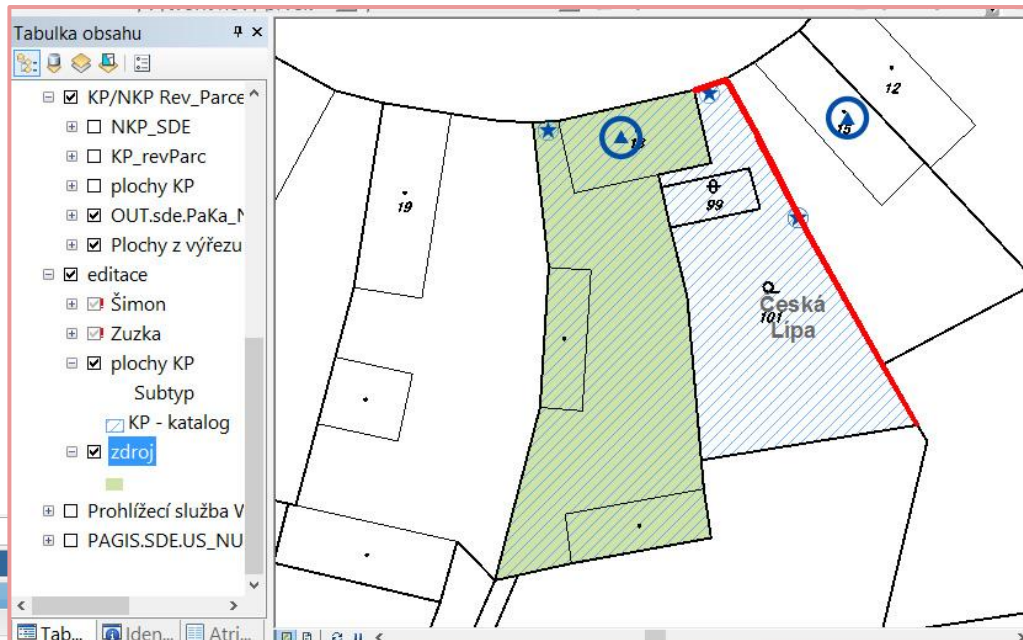 Tabulka obsahu
KP/NKP Rev_Parce
NKP_SDE
KP_revParc
plochy KP
OUT.sde.PaKa_N
Plochy z výřezu
editace
Šimon
Zuzka
plochy KP
Subtyp
KP - katalog
zdroj
Prohlížecí služba V
PAGIS.SDE.US_NU
Tab...
Iden...
Atri...
12
15
19
99
101
Česká
Lípa